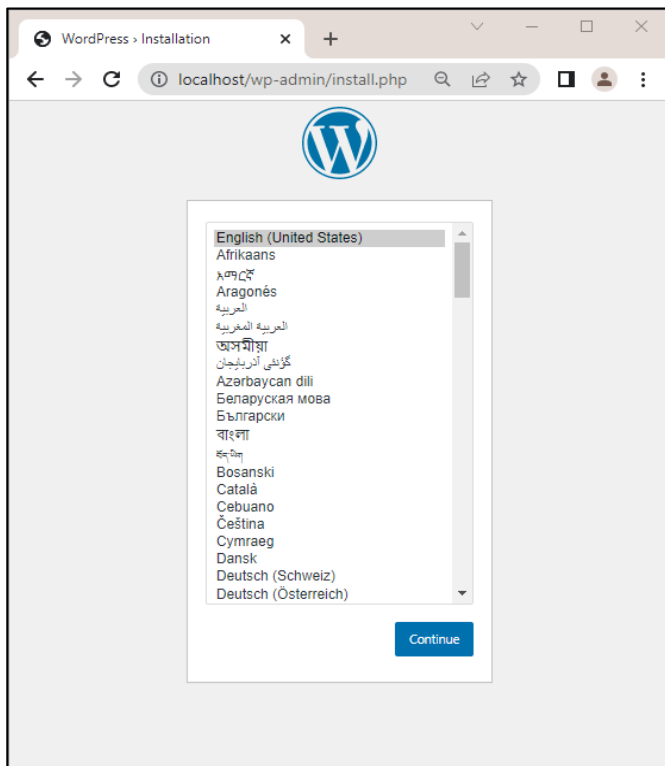 WordPress › Installation
localhost/wp-admin/install.php
English (United States)
Afrikaans
አማርኛ
Aragonés
العربية
العربية المغربية
অসমীয়া
گؤنئی آذربایجان
Azərbaycan dili
Беларуская мова
Български
বাংলা
བོད་ཡིག
Bosanski
Català
Cebuano
Čeština
Cymraeg
Dansk
Deutsch (Schweiz)
Deutsch (Österreich)
Continue